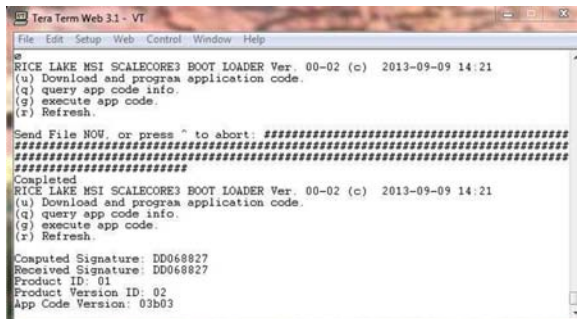 Tera Term Web 3.1 - VT
File Edit Setup Web Control Window Help
RICE LAKE MSI SCALECORE3 BOOT LOADER Ver. 00-02 (c) 2013-09-09 14:21
(u) Download and program application code.
(q) query app code info.
(g) execute app code.
(r) Refresh.
Send File NOW, or press ^ to abort: ############################################
################################################################################
################################################################################
#########################
Completed
RICE LAKE MSI SCALECORE3 BOOT LOADER Ver. 00-02 (c) 2013-09-09 14:21
(u) Download and program application code.
(q) query app code info.
(g) execute app code.
(r) Refresh.
Computed Signature: DD068827
Received Signature: DD068827
Product ID: 01
Product Version ID: 02
App Code Version: 03b03